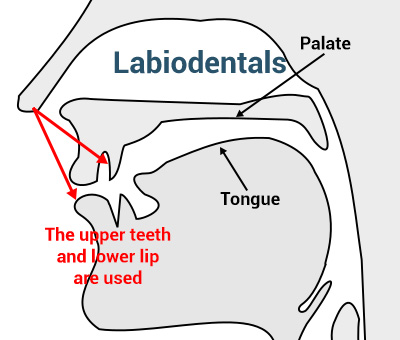 Palate
Labiodentals
Tongue
The upper teeth
and lower lip
are used